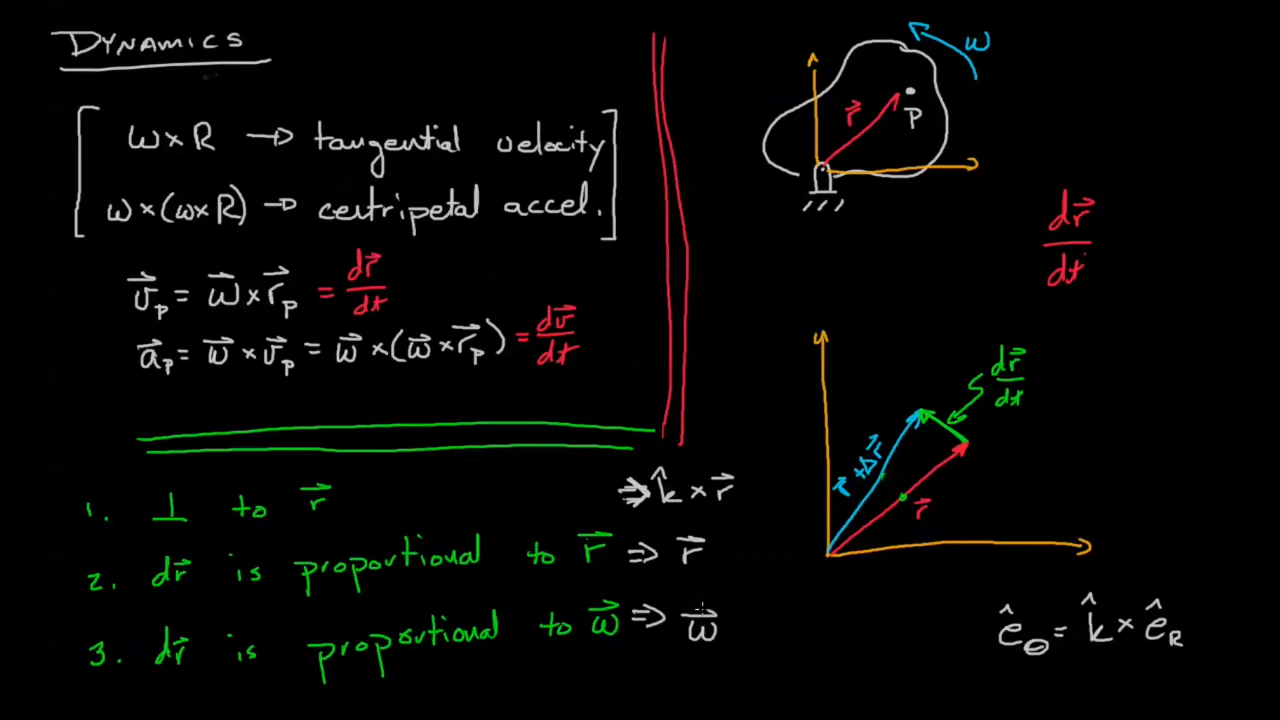 DYNAMICS
ω×R → tangential velocity
ω×(ω×R) → centripetal accel.
v⃗ₚ = ω⃗ × r⃗ₚ = dr⃗/dt
a⃗ₚ = ω⃗ × v⃗ₚ = ω⃗ × (ω⃗ × r⃗ₚ) = dv⃗/dt
1. ⊥ to r⃗ ⇒ k̂ × r⃗
2. dr⃗ is proportional to r⃗ ⇒ r⃗
3. dr⃗ is proportional to ω⃗ ⇒ ω⃗
ω
r⃗
P
dr⃗/dt
dr⃗/dt
r⃗ + Δr⃗
r⃗
ê_θ = k̂ × ê_R